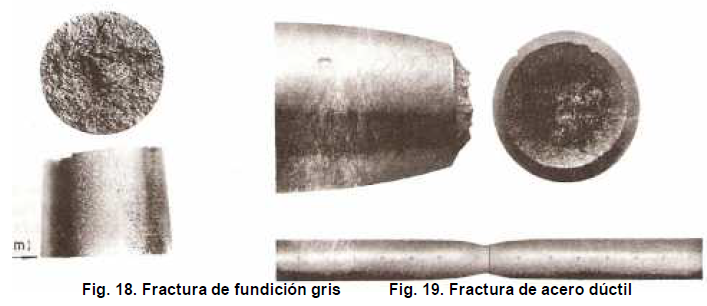 m;
Fig. 18. Fractura de fundición gris
Fig. 19. Fractura de acero dúctil